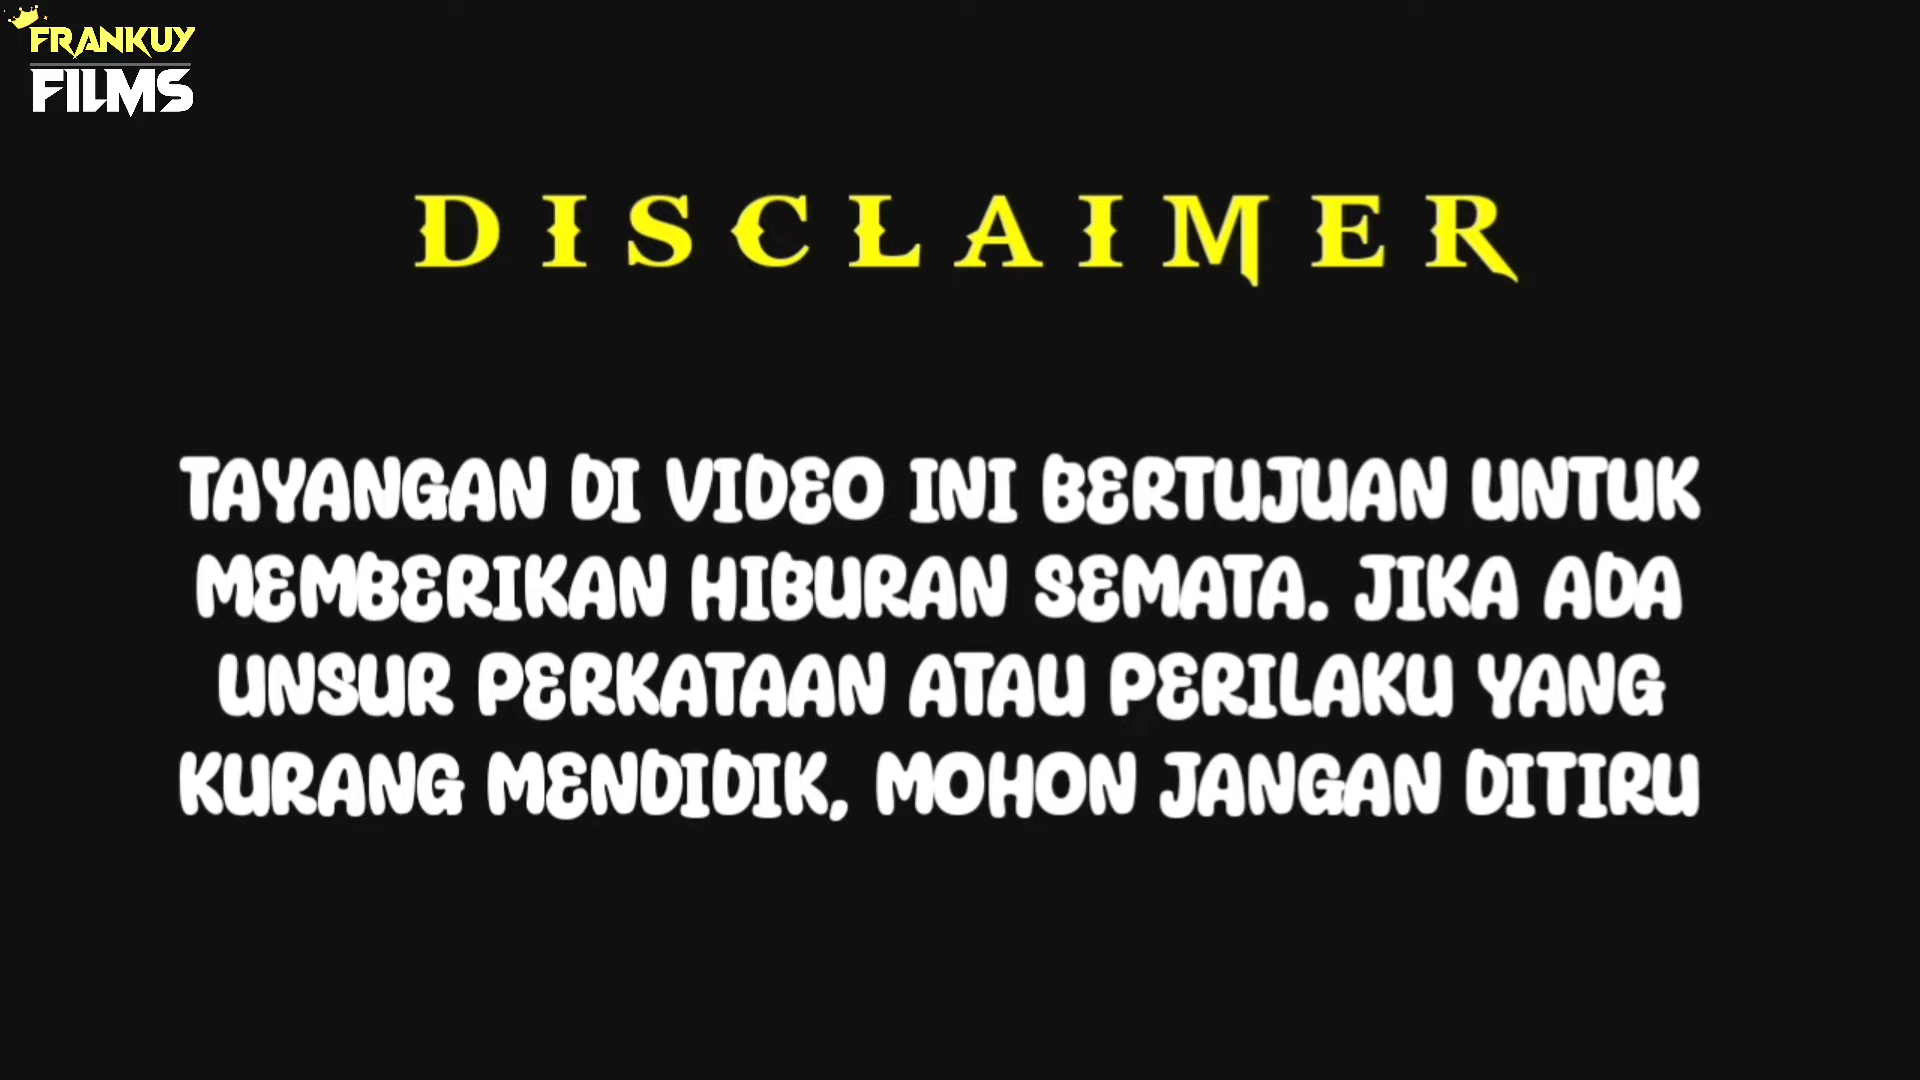 FRANKUY
FILMS
DISCLAIMER
TAYANGAN DI VIDEO INI BERTUJUAN UNTUK
MEMBERIKAN HIBURAN SEMATA. JIKA ADA
UNSUR PERKATAAN ATAU PERILAKU YANG
KURANG MENDIDIK, MOHON JANGAN DITIRU